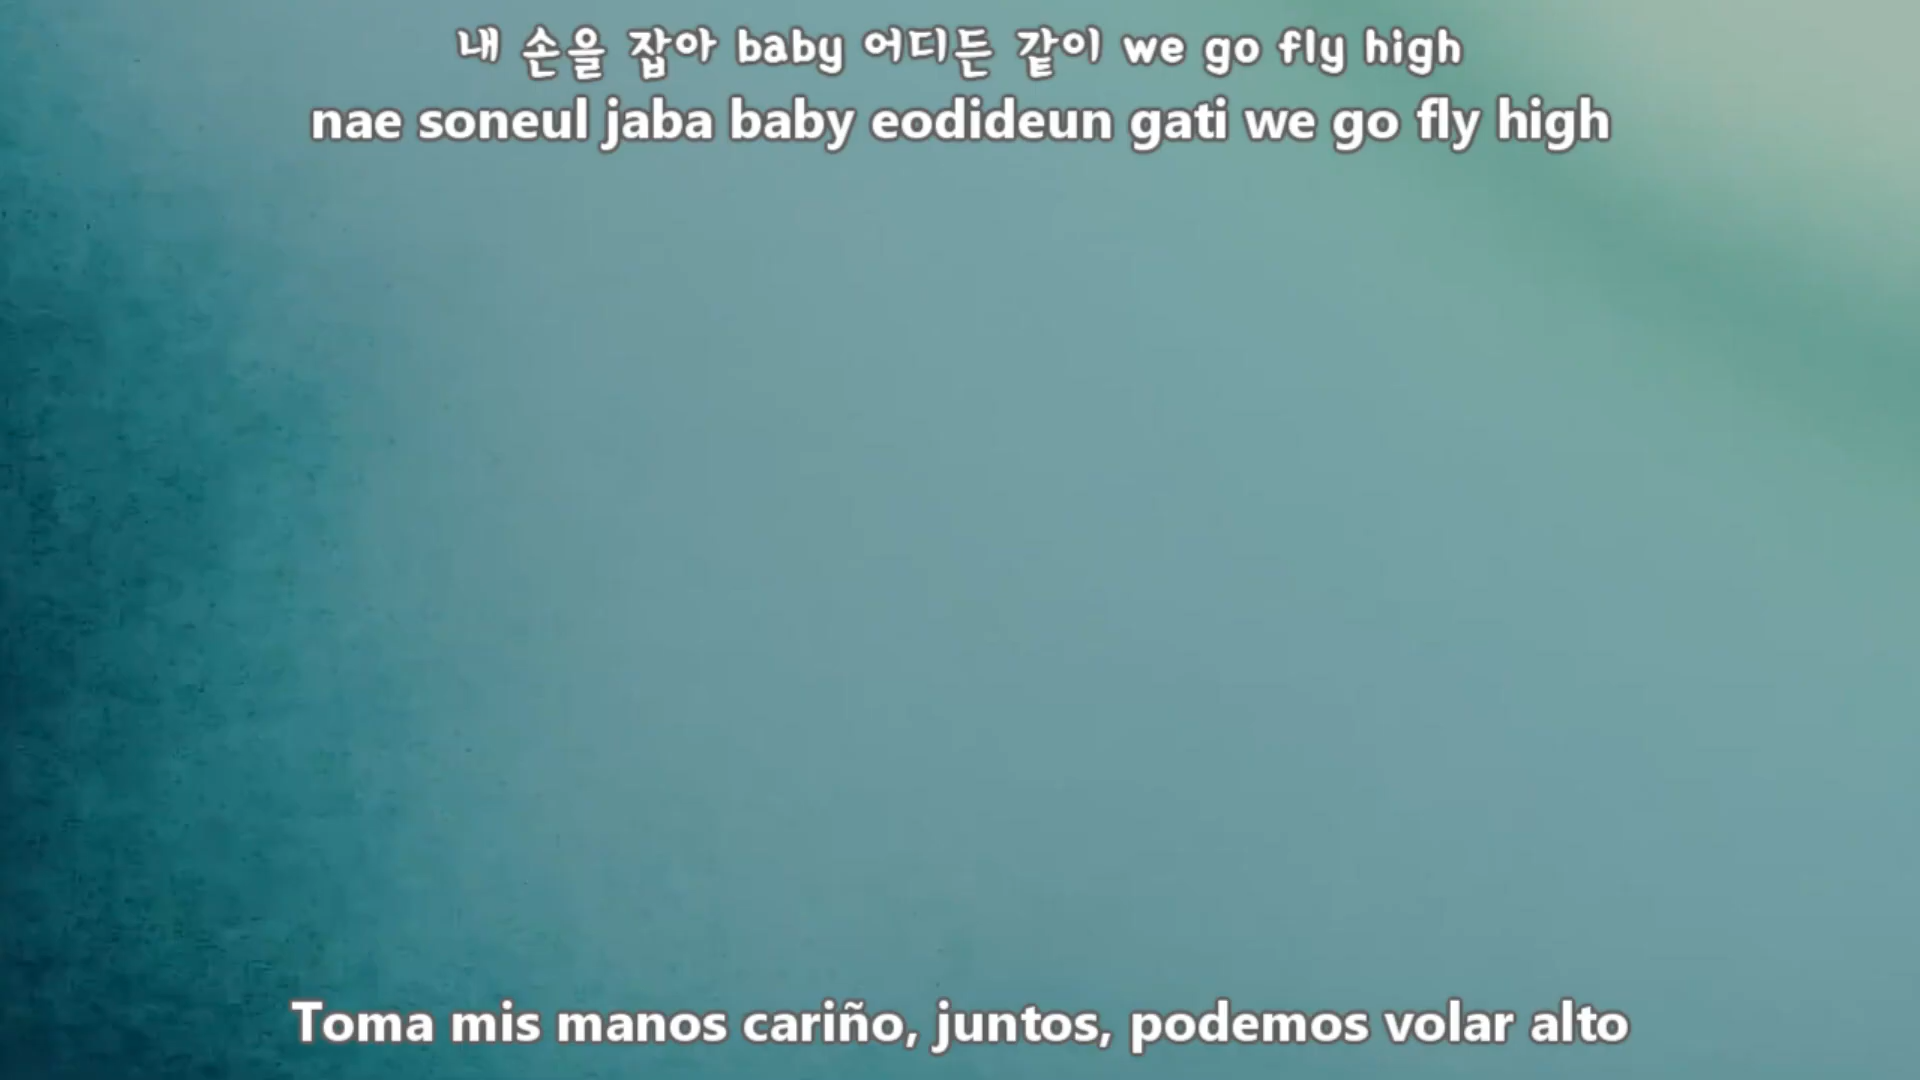 내 손을 잡아 baby 어디든 같이 we go fly high
nae soneul jaba baby eodideun gati we go fly high
Toma mis manos cariño, juntos, podemos volar alto